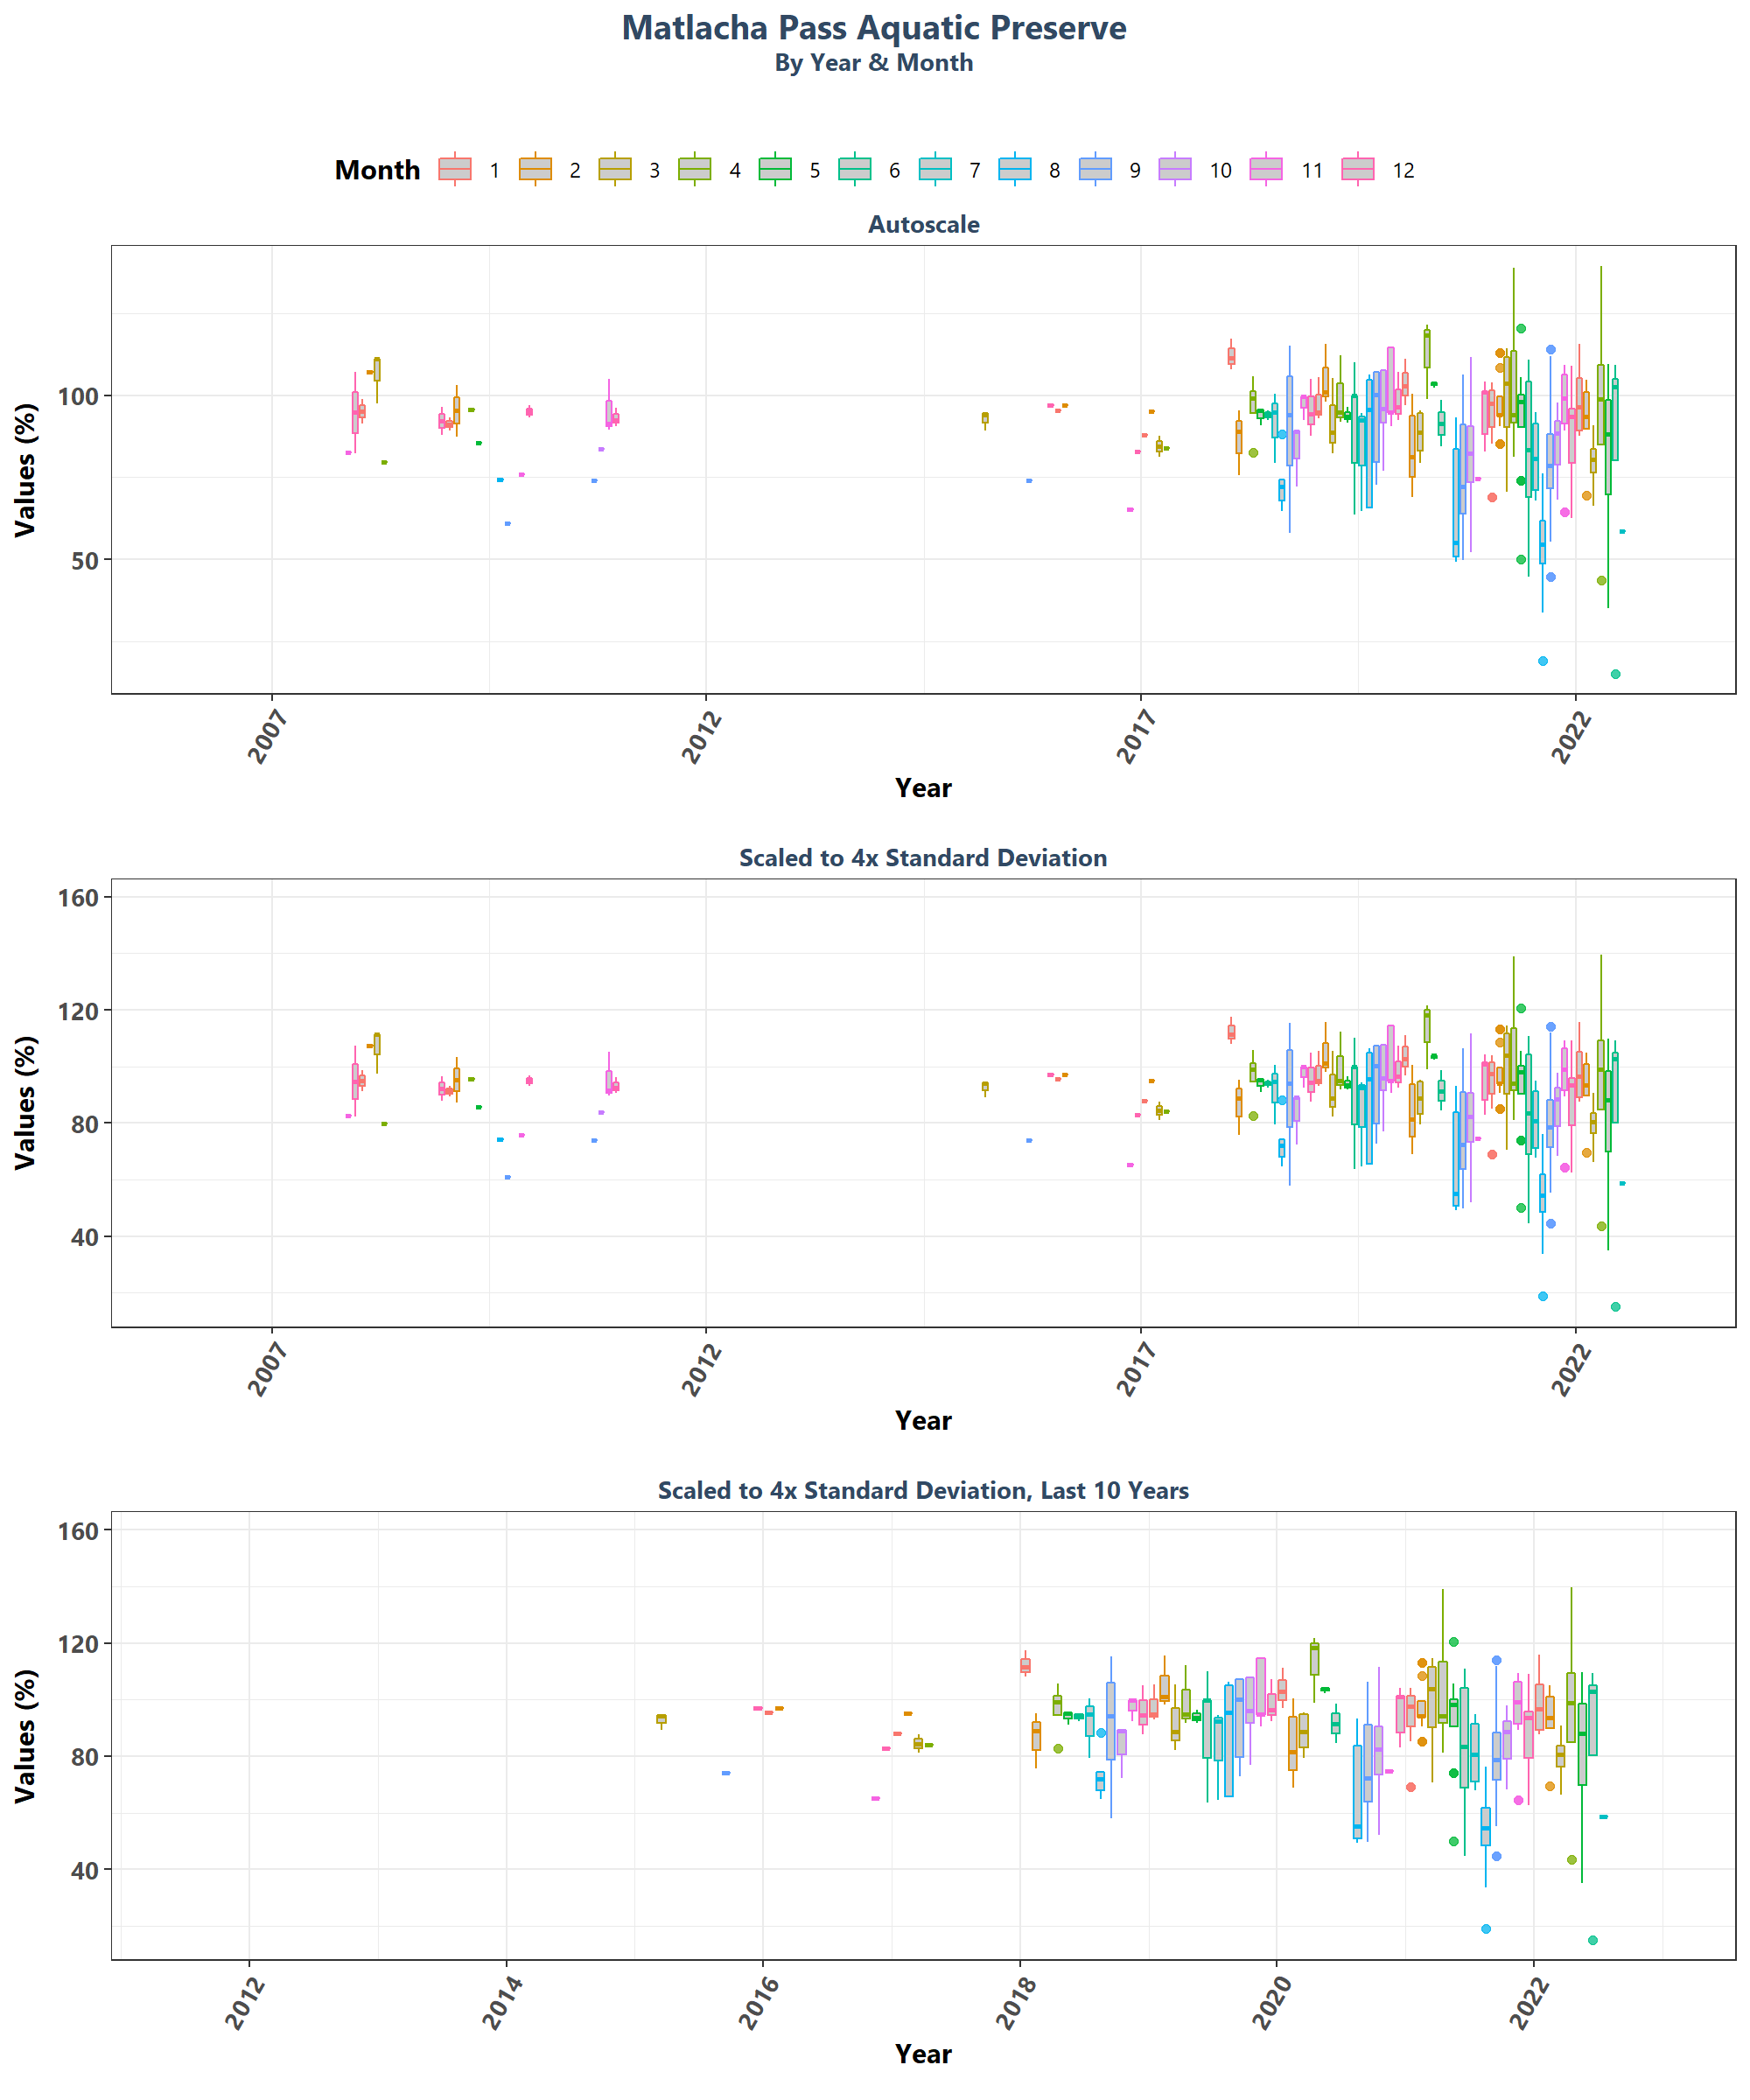 Matlacha Pass Aquatic Preserve
By Year & Month
Month 1 2 3 4 5 6 7 8 9 10 11 12
Autoscale
Values (%)
100
50
2007 2012 2017 2022
Year
Scaled to 4x Standard Deviation
Values (%)
160
120
80
40
2007 2012 2017 2022
Year
Scaled to 4x Standard Deviation, Last 10 Years
Values (%)
160
120
80
40
2012 2014 2016 2018 2020 2022
Year